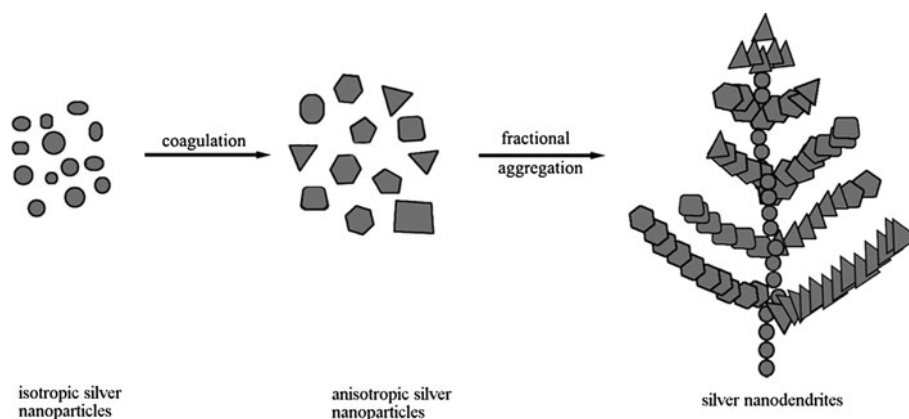 coagulation
fractional
aggregation
isotropic silver
nanoparticles
anisotropic silver
nanoparticles
silver nanodendrites